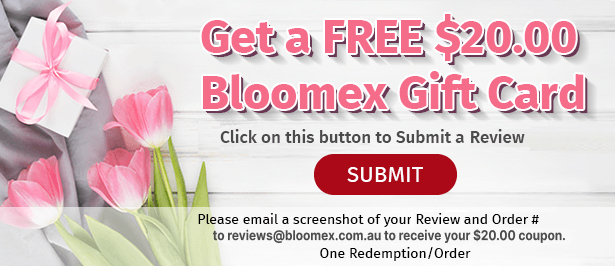 Get a FREE $20.00
Bloomex Gift Card
Click on this button to Submit a Review
SUBMIT
Please email a screenshot of your Review and Order #
to reviews@bloomex.com.au to receive your $20.00 coupon.
One Redemption/Order